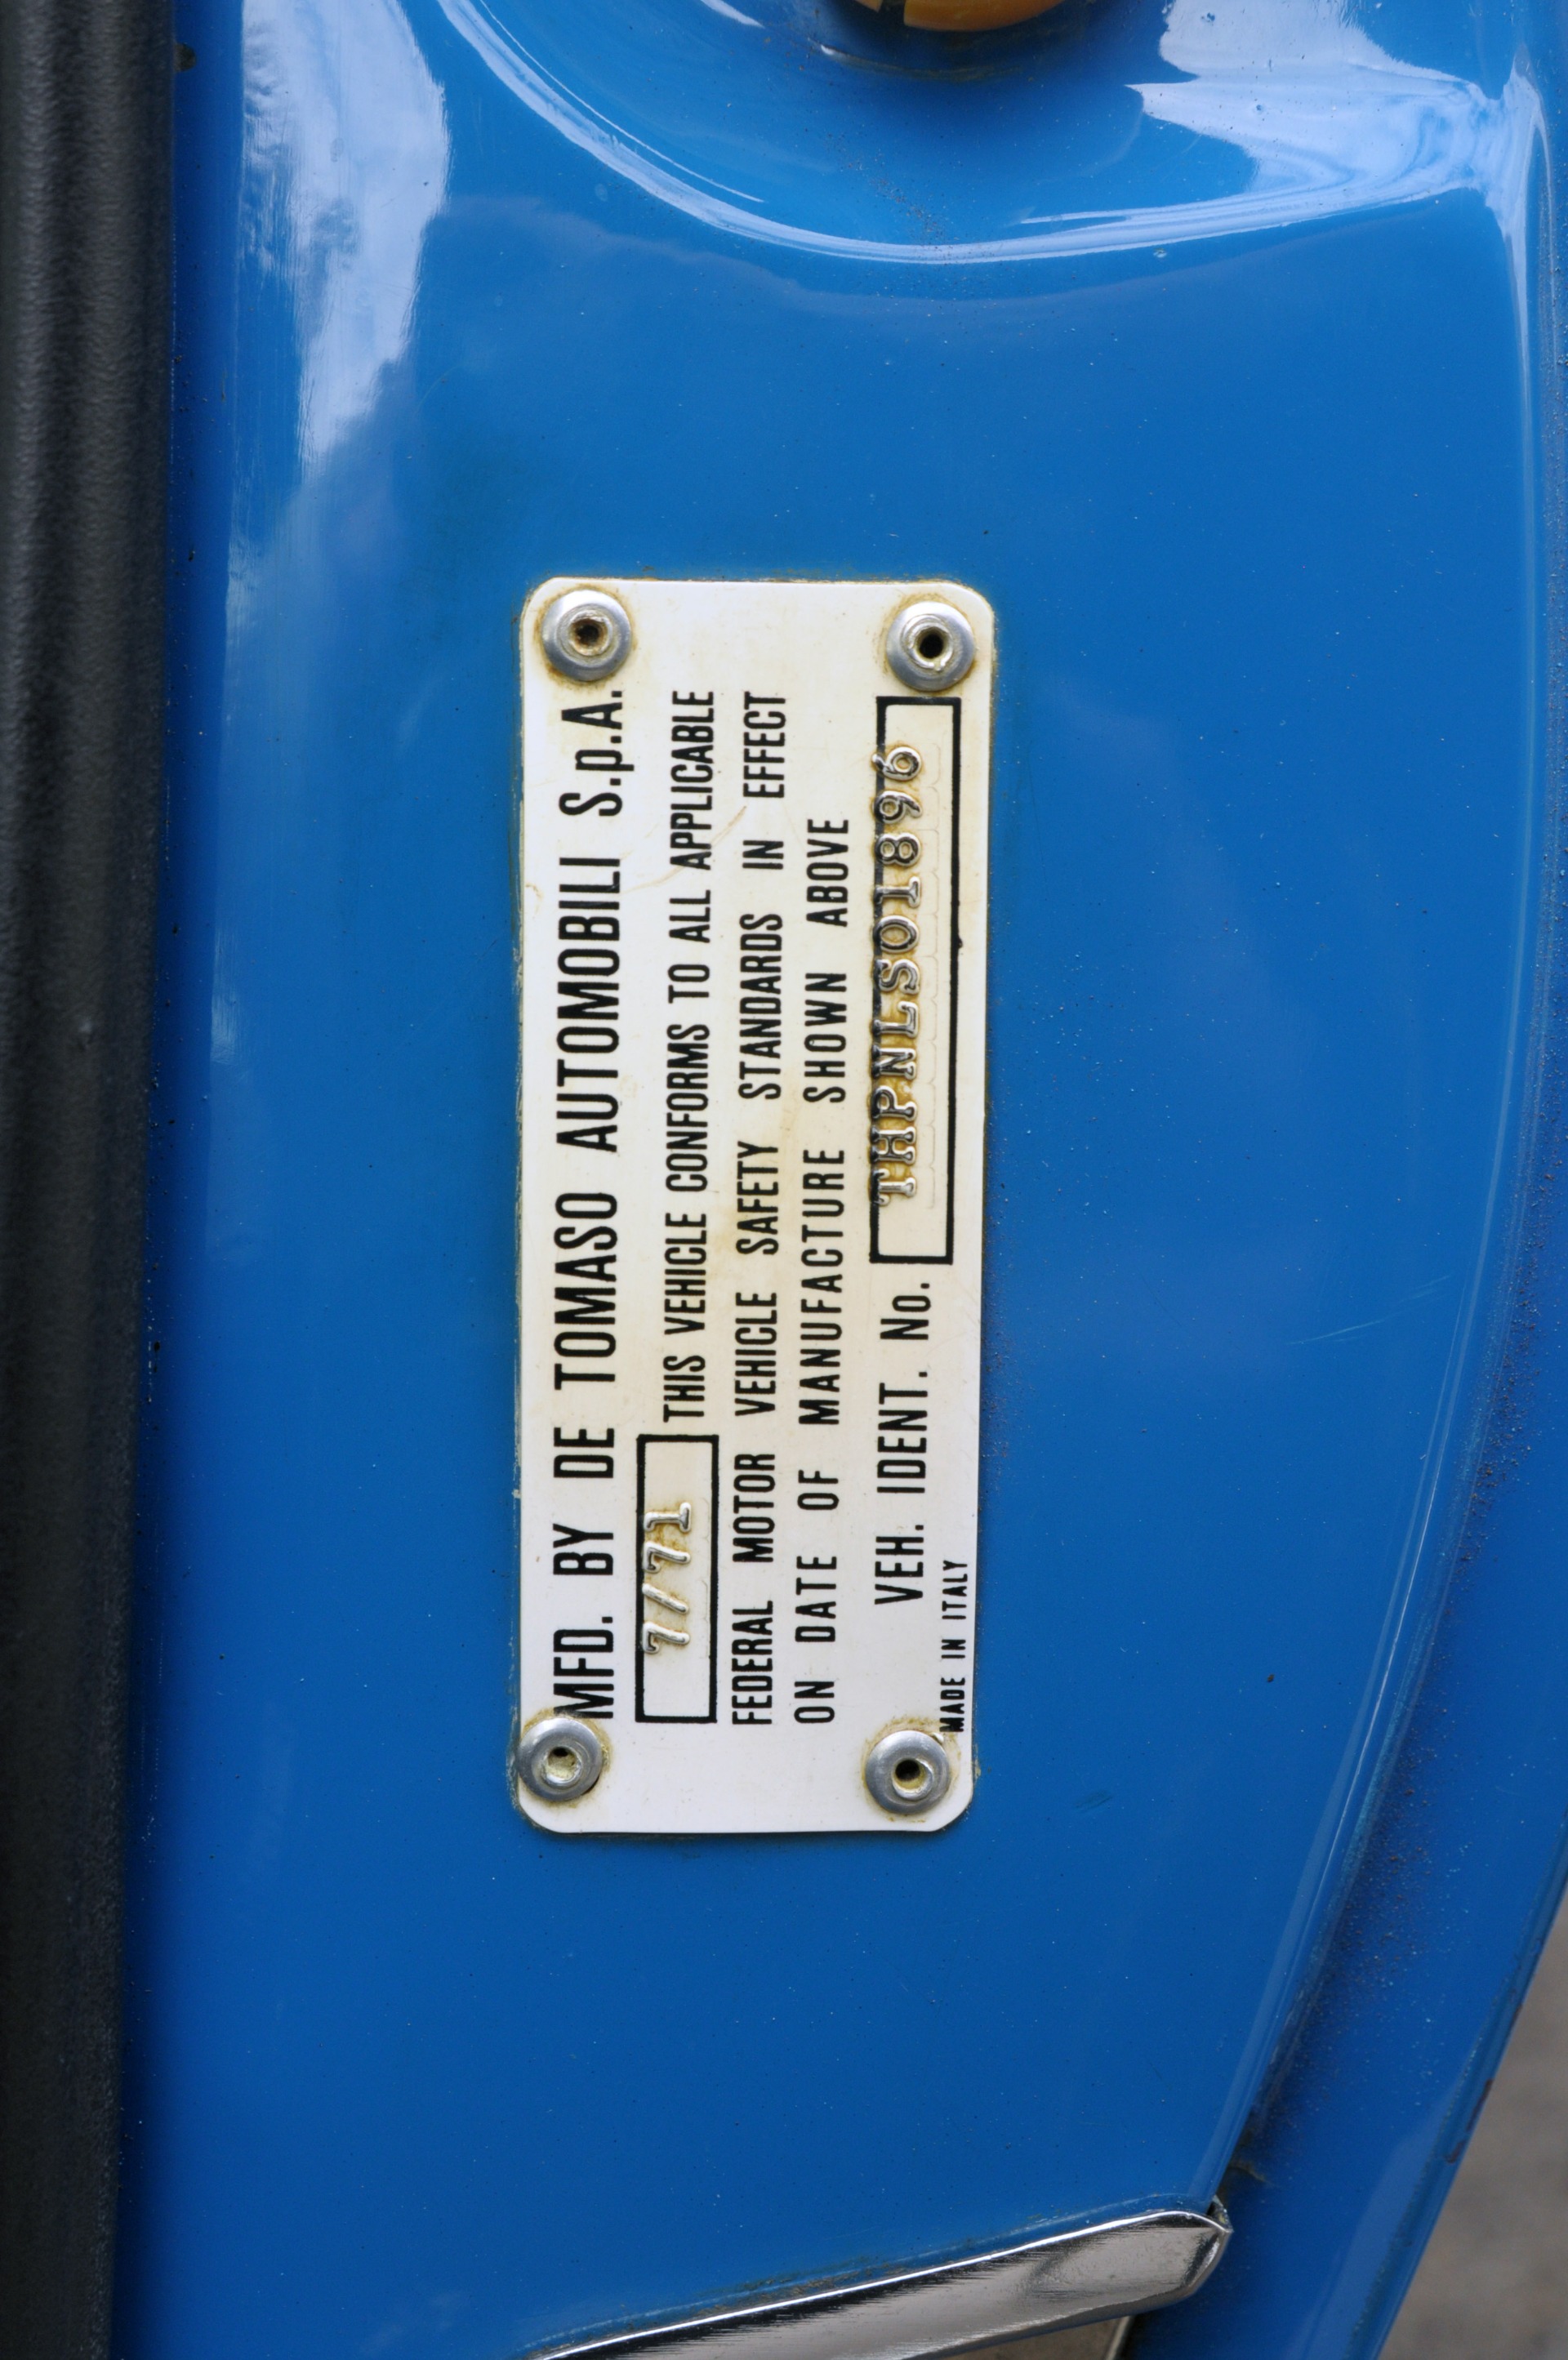 MFD. BY DE TOMASO AUTOMOBILI S.p.A.
7/71 THIS VEHICLE CONFORMS TO ALL APPLICABLE
FEDERAL MOTOR VEHICLE SAFETY STANDARDS IN EFFECT
ON DATE OF MANUFACTURE SHOWN ABOVE
VEH. IDENT. No. THPNLSO1896
MADE IN ITALY